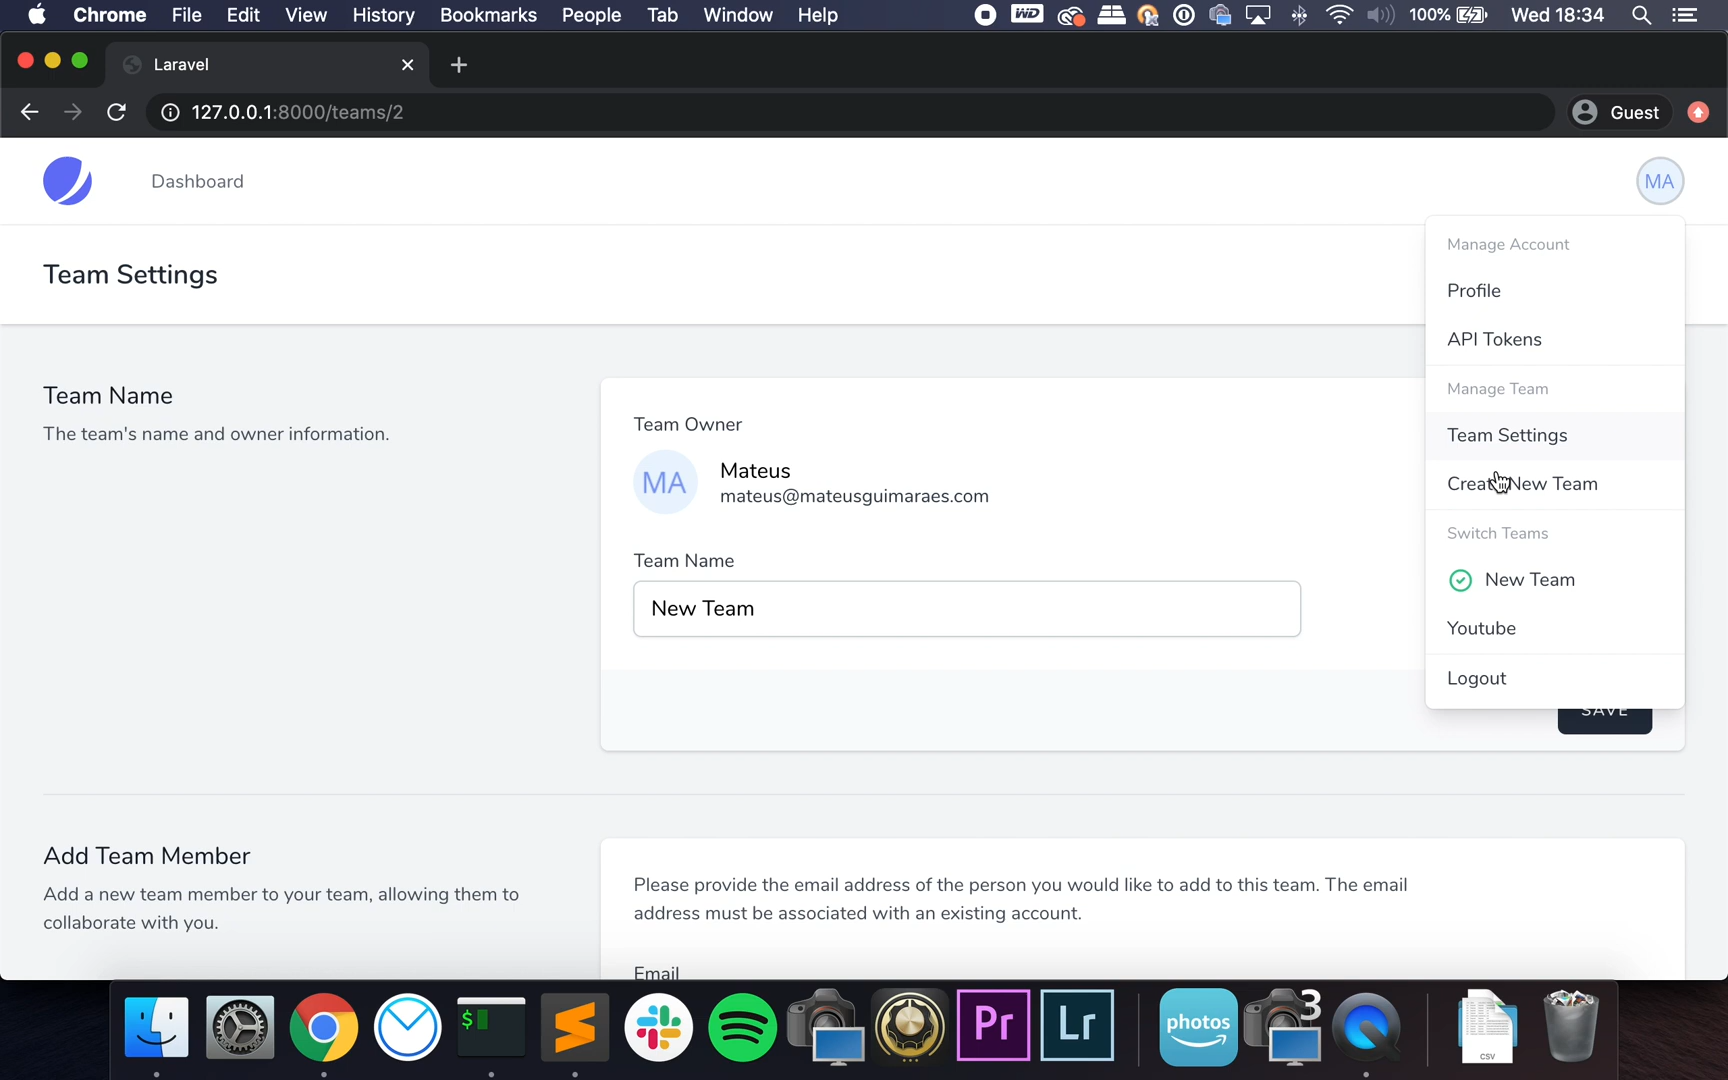 Chrome File Edit View History Bookmarks People Tab Window Help WD 100% Wed 18:34
Laravel
127.0.0.1:8000/teams/2 Guest
Dashboard MA
Manage Account
Team Settings
Profile
API Tokens
Manage Team
Team Settings
Create New Team
Switch Teams
New Team
Youtube
Logout
Team Name
The team's name and owner information.
Team Owner
MA Mateus
mateus@mateusguimaraes.com
Team Name
New Team
SAVE
Add Team Member
Add a new team member to your team, allowing them to
collaborate with you.
Please provide the email address of the person you would like to add to this team. The email
address must be associated with an existing account.
Email
$ Pr Lr photos 3 CSV